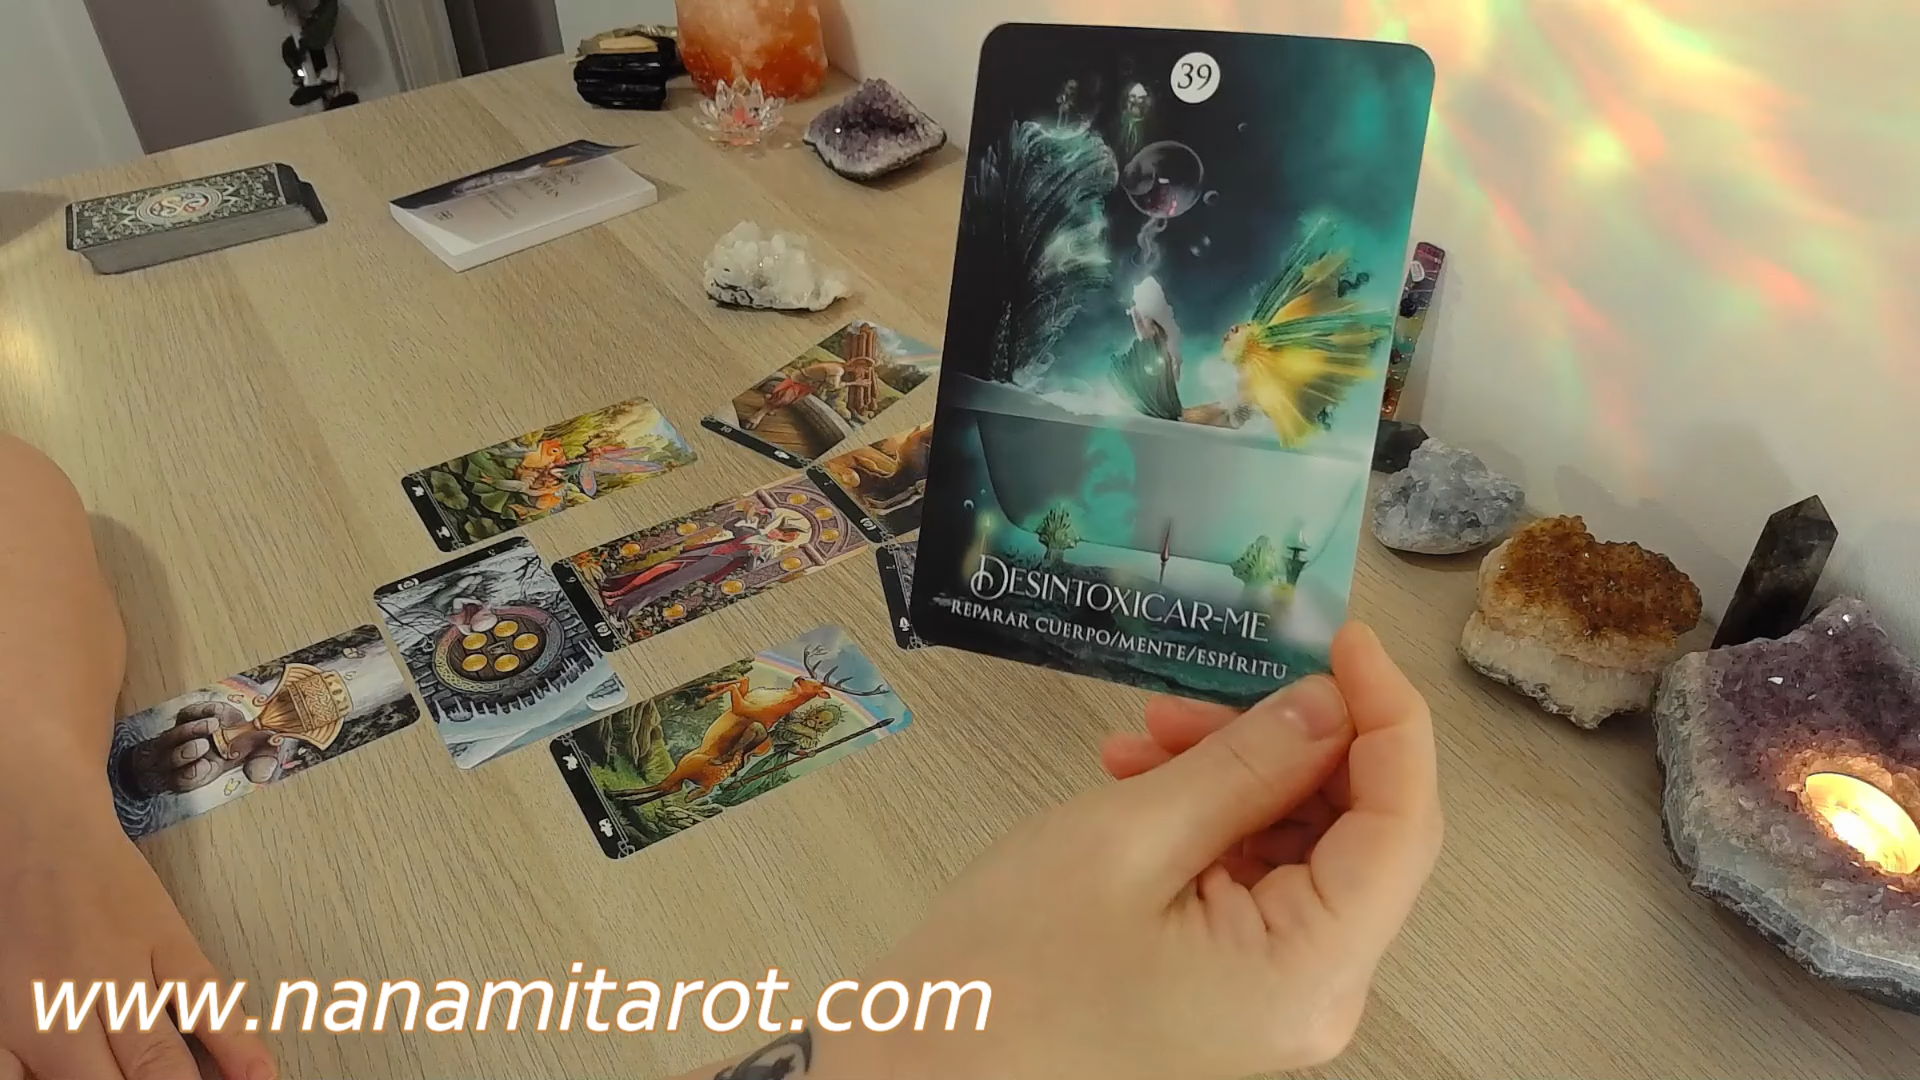 39
DESINTOXICAR-ME
REPARAR CUERPO/MENTE/ESPÍRITU
www.nanamitarot.com